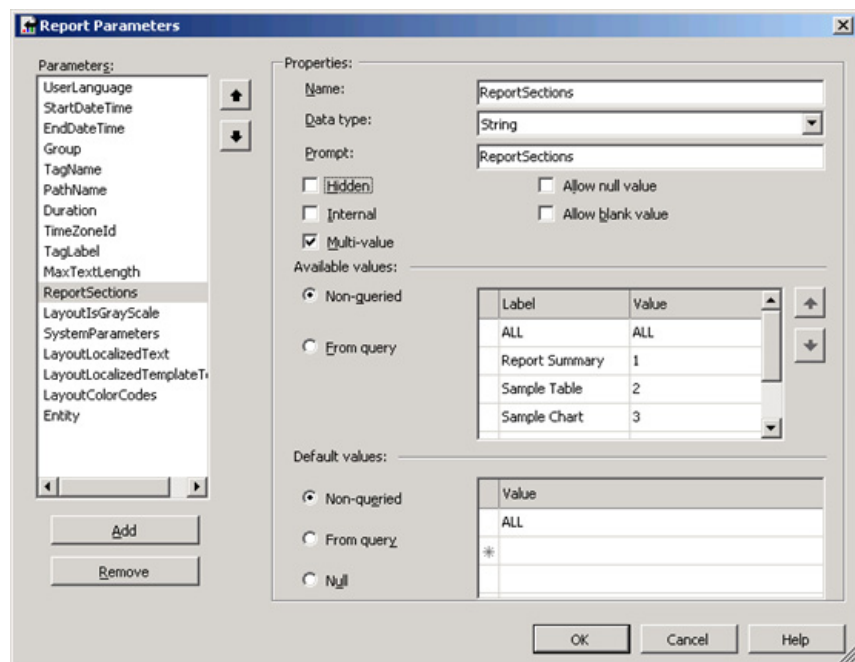 Report Parameters
Parameters:
UserLanguage
StartDateTime
EndDateTime
Group
TagName
PathName
Duration
TimeZoneId
TagLabel
MaxTextLength
ReportSections
LayoutIsGrayScale
SystemParameters
LayoutLocalizedText
LayoutLocalizedTemplateT
LayoutColorCodes
Entity
Add
Remove
Properties:
Name: ReportSections
Data type: String
Prompt: ReportSections
Hidden Allow null value
Internal Allow blank value
Multi-value
Available values:
Non-queried
From query
Label Value
ALL ALL
Report Summary 1
Sample Table 2
Sample Chart 3
Default values:
Non-queried
From query
Null
Value
ALL
OK Cancel Help